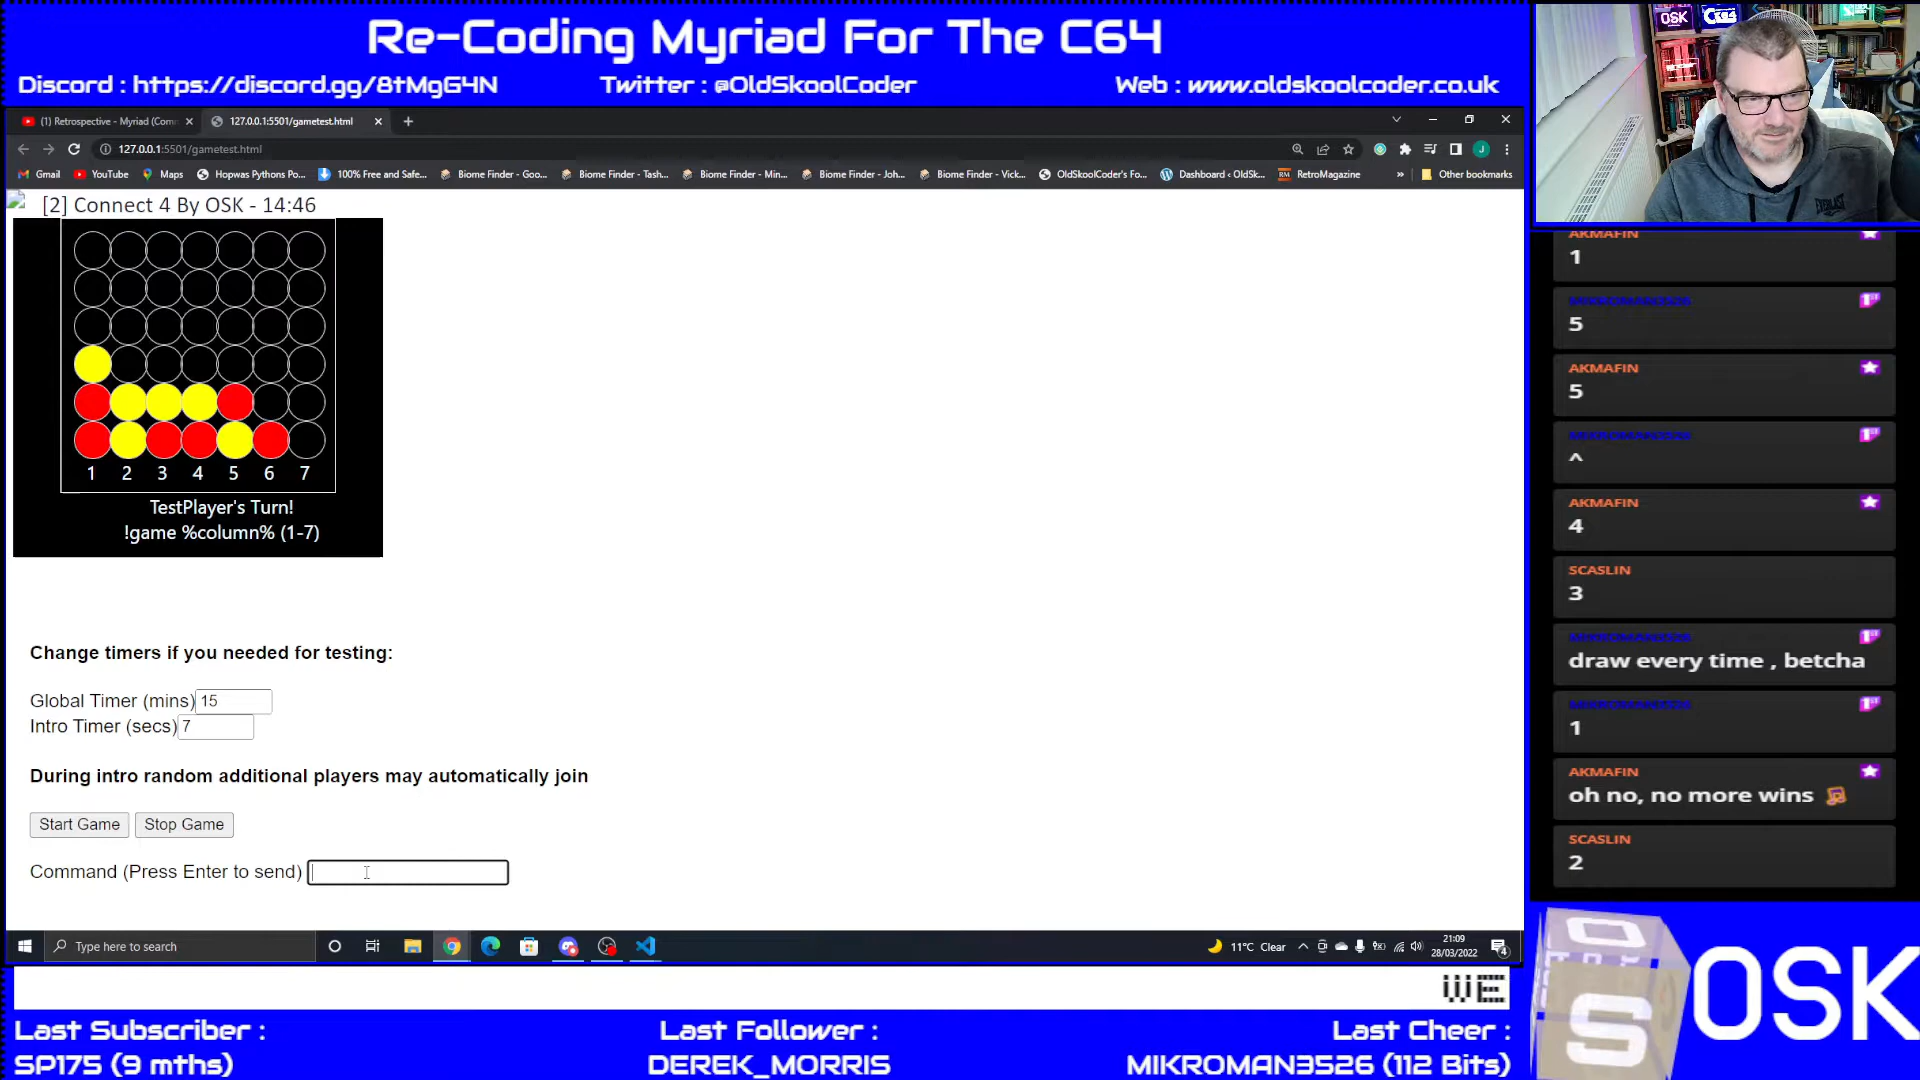 Re-Coding Myriad For The C64
Discord : https://discord.gg/8tMgG4N
Twitter : @OldSkoolCoder
Web : www.oldskoolcoder.co.uk
(1) Retrospective - Myriad (Com
127.0.0.1:5501/gametest.html
127.0.0.1:5501/gametest.html
Gmail
YouTube
Maps
Hopwas Pythons Po...
100% Free and Safe...
Biome Finder - Goo...
Biome Finder - Tash...
Biome Finder - Min...
Biome Finder - Joh...
Biome Finder - Vick...
OldSkoolCoder's Fo...
Dashboard ‹ OldSk...
RetroMagazine
»
Other bookmarks
[2] Connect 4 By OSK - 14:46
1 2 3 4 5 6 7
TestPlayer's Turn!
!game %column% (1-7)
Change timers if you needed for testing:
Global Timer (mins) 15
Intro Timer (secs) 7
During intro random additional players may automatically join
Start Game
Stop Game
Command (Press Enter to send)
Type here to search
11°C Clear
21:09
28/03/2022
4
OSK
C64
EVERLAST
AKMAFIN
1
5
AKMAFIN
5
^
AKMAFIN
4
SCASLIN
3
draw every time , betcha
1
AKMAFIN
oh no, no more wins
SCASLIN
2
WE
Last Subscriber :
SP175 (9 mths)
Last Follower :
DEREK_MORRIS
Last Cheer :
MIKROMAN3526 (112 Bits)
O
S
OSK